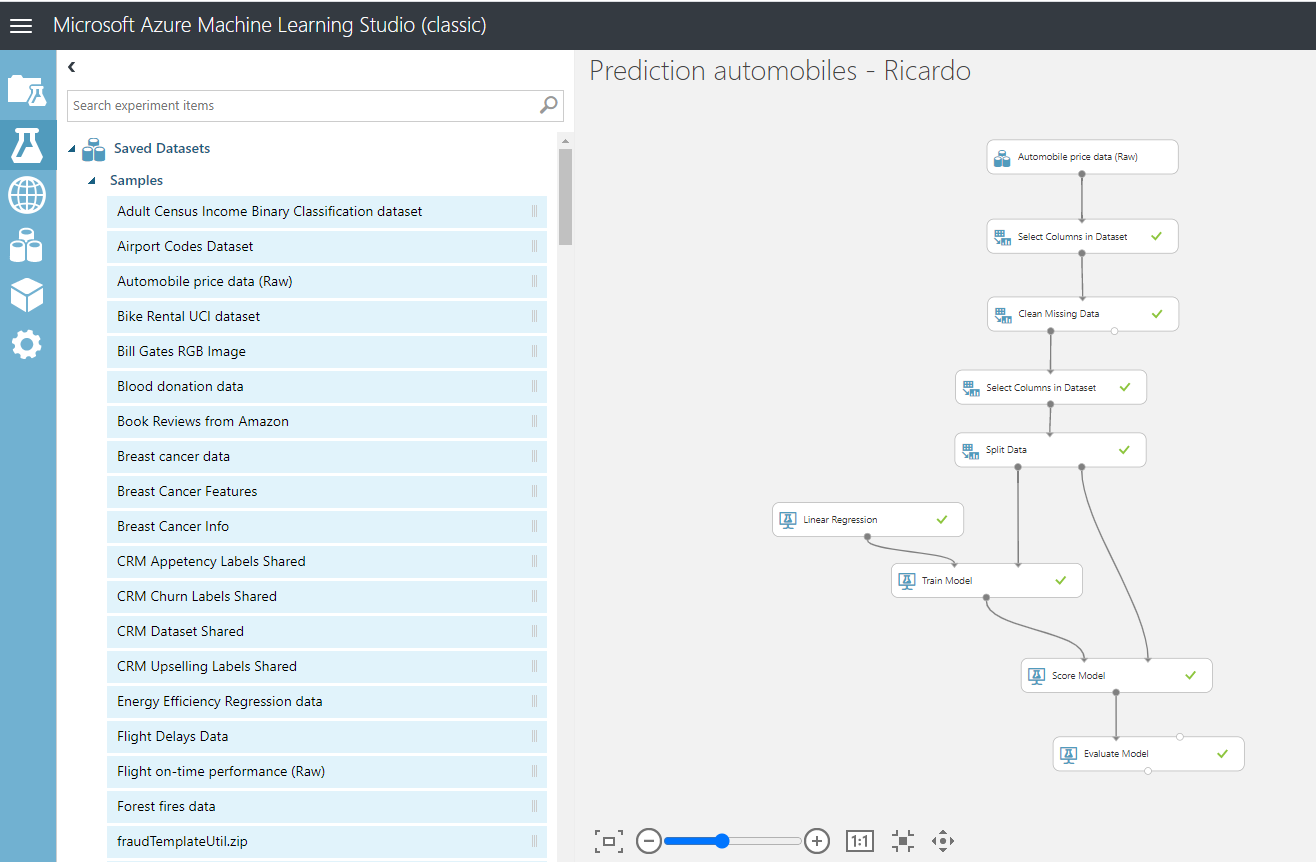 Microsoft Azure Machine Learning Studio (classic)
Search experiment items
Saved Datasets
Samples
Adult Census Income Binary Classification dataset
Airport Codes Dataset
Automobile price data (Raw)
Bike Rental UCI dataset
Bill Gates RGB Image
Blood donation data
Book Reviews from Amazon
Breast cancer data
Breast Cancer Features
Breast Cancer Info
CRM Appetency Labels Shared
CRM Churn Labels Shared
CRM Dataset Shared
CRM Upselling Labels Shared
Energy Efficiency Regression data
Flight Delays Data
Flight on-time performance (Raw)
Forest fires data
fraudTemplateUtil.zip
Prediction automobiles - Ricardo
Automobile price data (Raw)
Select Columns in Dataset
Clean Missing Data
Select Columns in Dataset
Split Data
Linear Regression
Train Model
Score Model
Evaluate Model
1:1